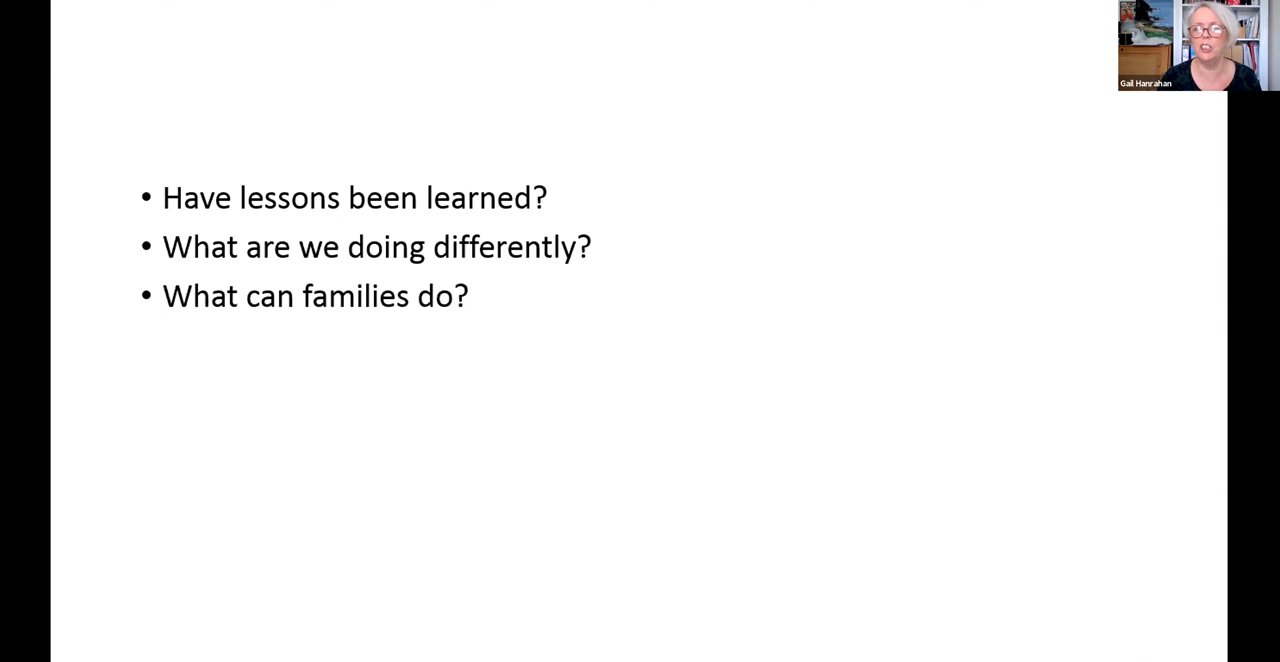 Gail Hanrahan
• Have lessons been learned?
• What are we doing differently?
• What can families do?